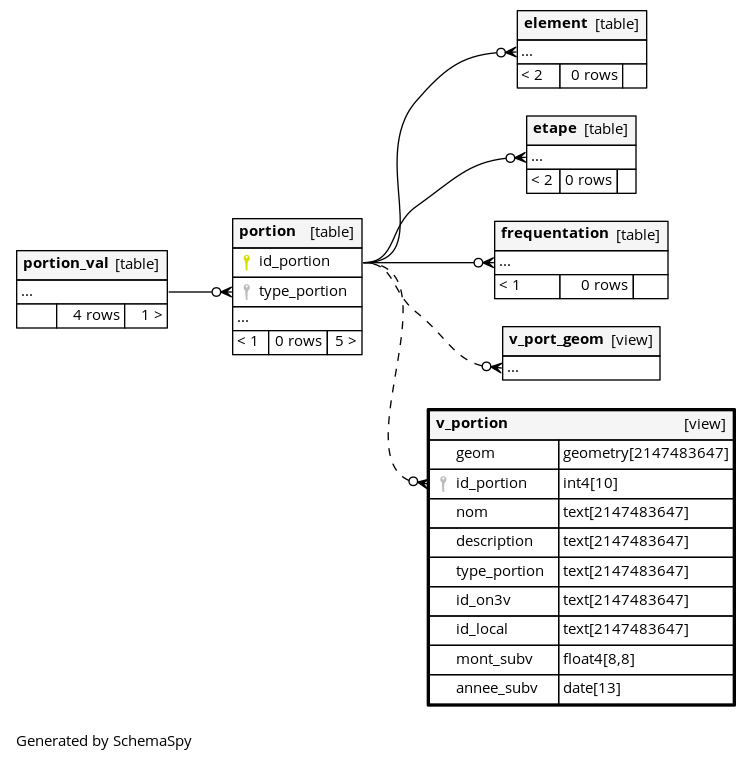 element [table]
...
< 2 0 rows
etape [table]
...
< 2 0 rows
portion [table]
id_portion
type_portion
...
< 1 0 rows 5 >
frequentation [table]
...
< 1 0 rows
portion_val [table]
...
4 rows 1 >
v_port_geom [view]
...
v_portion [view]
geom geometry[2147483647]
id_portion int4[10]
nom text[2147483647]
description text[2147483647]
type_portion text[2147483647]
id_on3v text[2147483647]
id_local text[2147483647]
mont_subv float4[8,8]
annee_subv date[13]
Generated by SchemaSpy